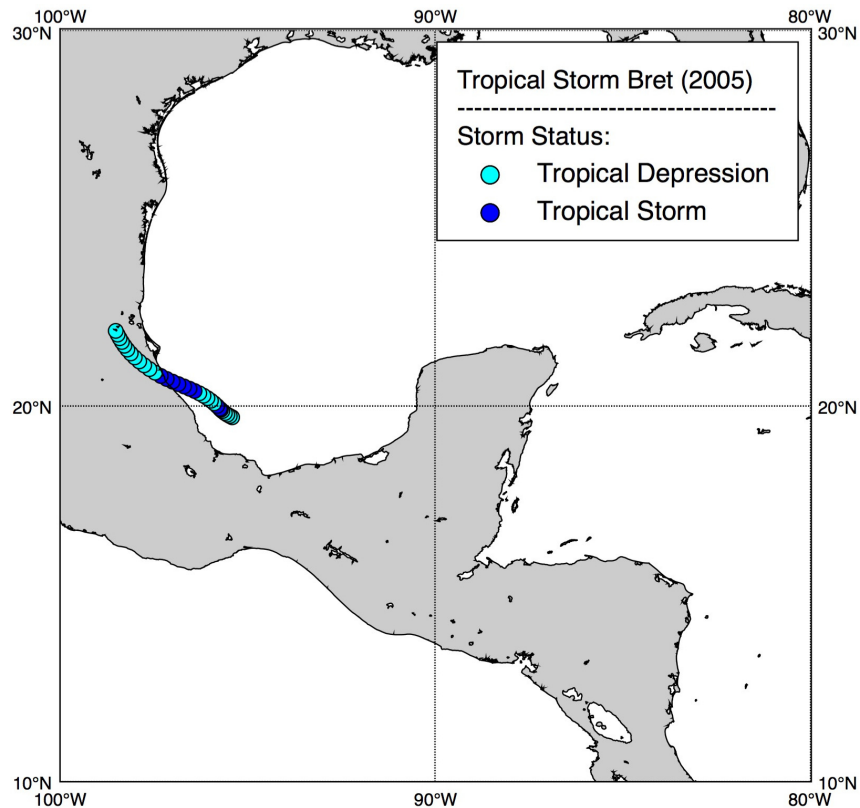 100°W 90°W 80°W
30°N 30°N
Tropical Storm Bret (2005)
--------------------------------
Storm Status:
Tropical Depression
Tropical Storm
20°N 20°N
10°N 10°N
100°W 90°W 80°W